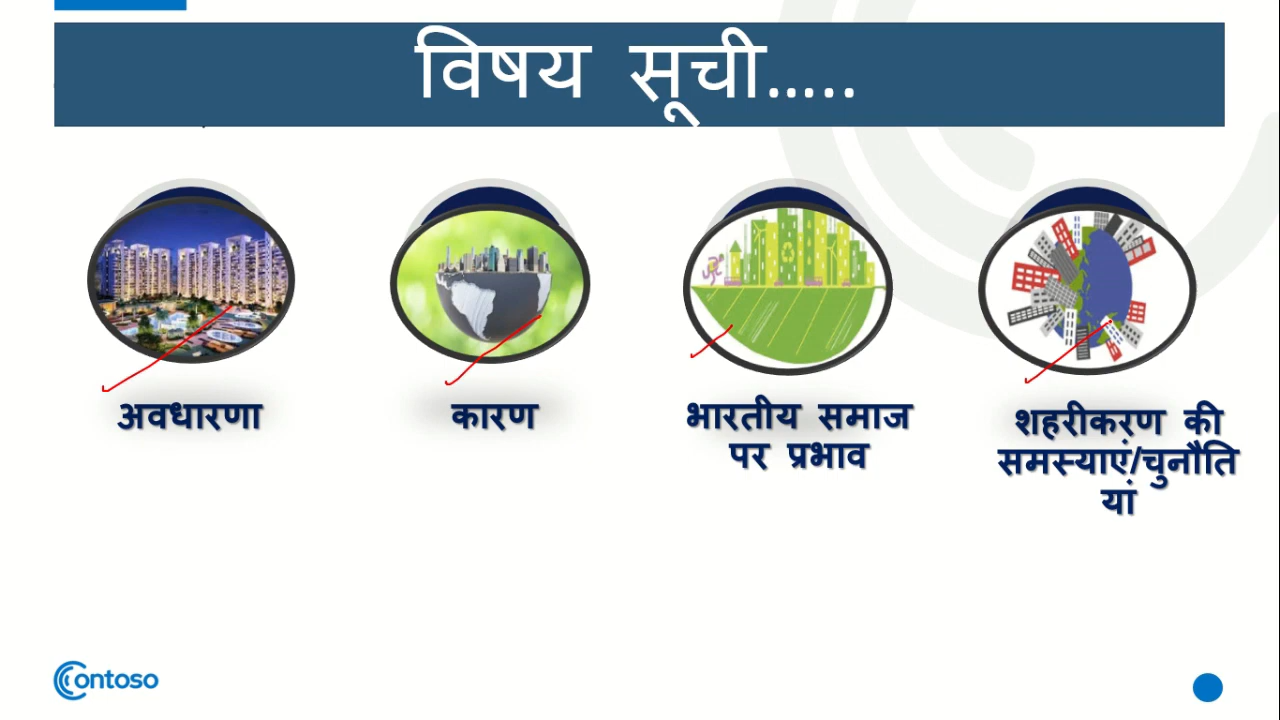 विषय सूची.....
अवधारणा
कारण
भारतीय समाज
पर प्रभाव
शहरीकरण की
समस्याएं/चुनौति
यां
Contoso